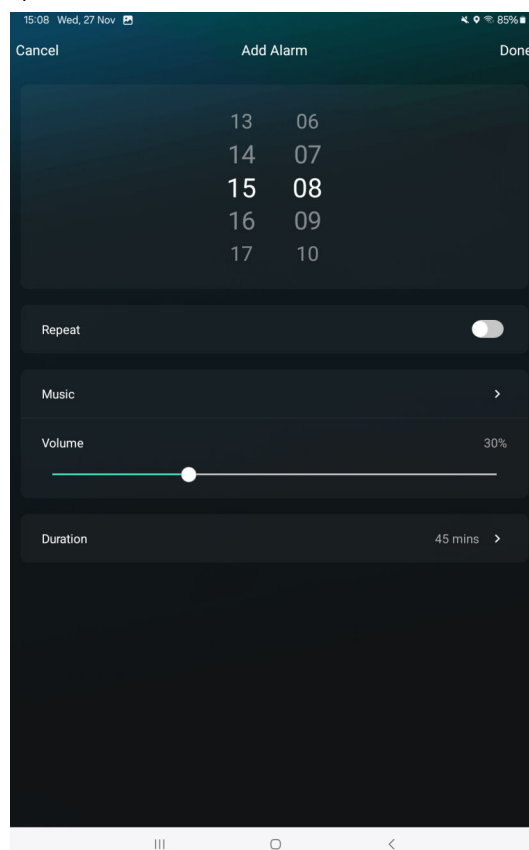 15:08 Wed, 27 Nov 85%
Cancel Add Alarm Done
13 06
14 07
15 08
16 09
17 10
Repeat
Music
Volume 30%
Duration 45 mins